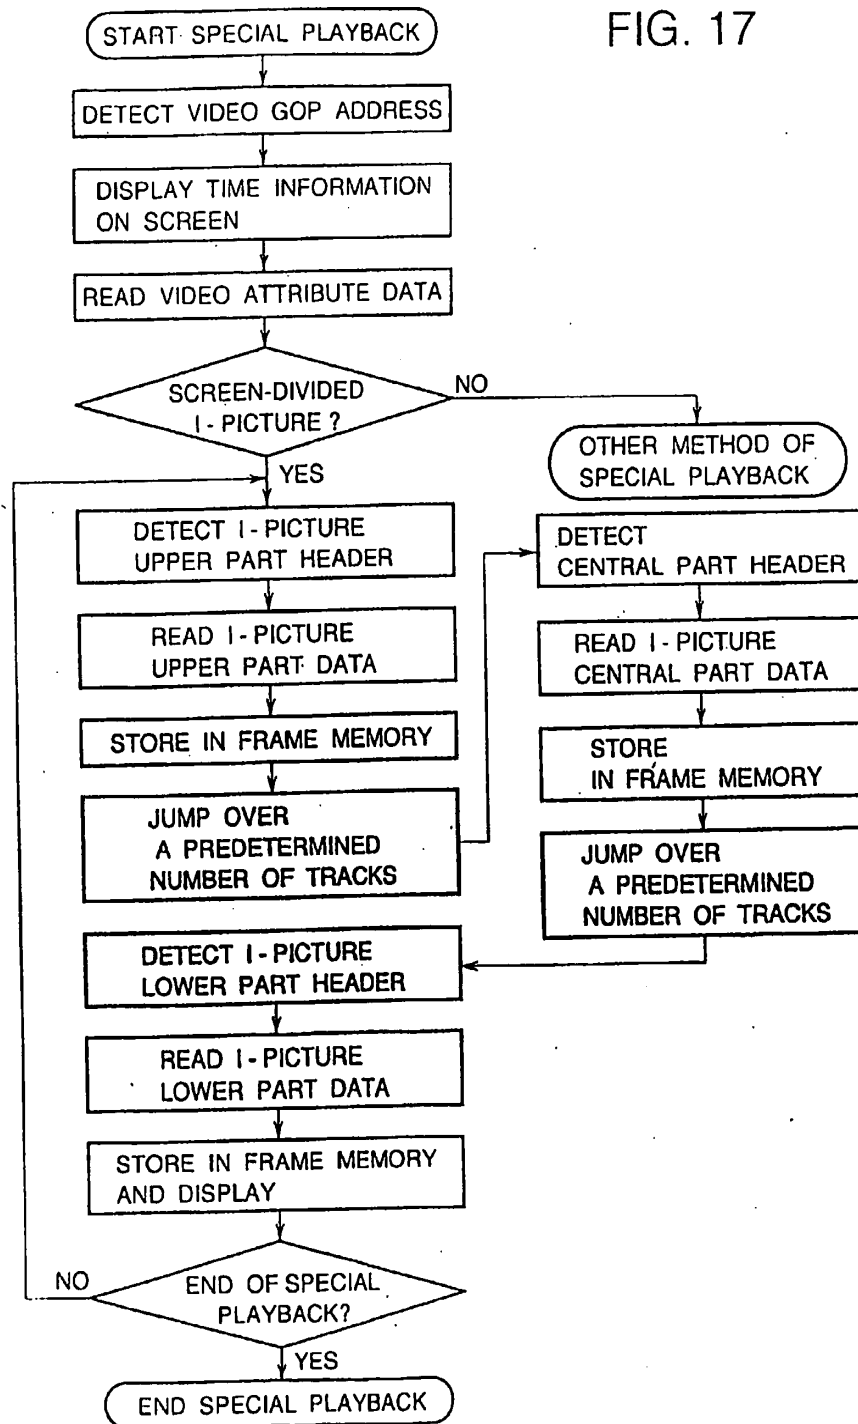 FIG. 17
START SPECIAL PLAYBACK
DETECT VIDEO GOP ADDRESS
DISPLAY TIME INFORMATION
ON SCREEN
READ VIDEO ATTRIBUTE DATA
SCREEN-DIVIDED
I-PICTURE?
NO
OTHER METHOD OF
SPECIAL PLAYBACK
YES
DETECT I-PICTURE
UPPER PART HEADER
READ I-PICTURE
UPPER PART DATA
STORE IN FRAME MEMORY
JUMP OVER
A PREDETERMINED
NUMBER OF TRACKS
DETECT
CENTRAL PART HEADER
READ I-PICTURE
CENTRAL PART DATA
STORE
IN FRAME MEMORY
JUMP OVER
A PREDETERMINED
NUMBER OF TRACKS
DETECT I-PICTURE
LOWER PART HEADER
READ I-PICTURE
LOWER PART DATA
STORE IN FRAME MEMORY
AND DISPLAY
NO
END OF SPECIAL
PLAYBACK?
YES
END SPECIAL PLAYBACK